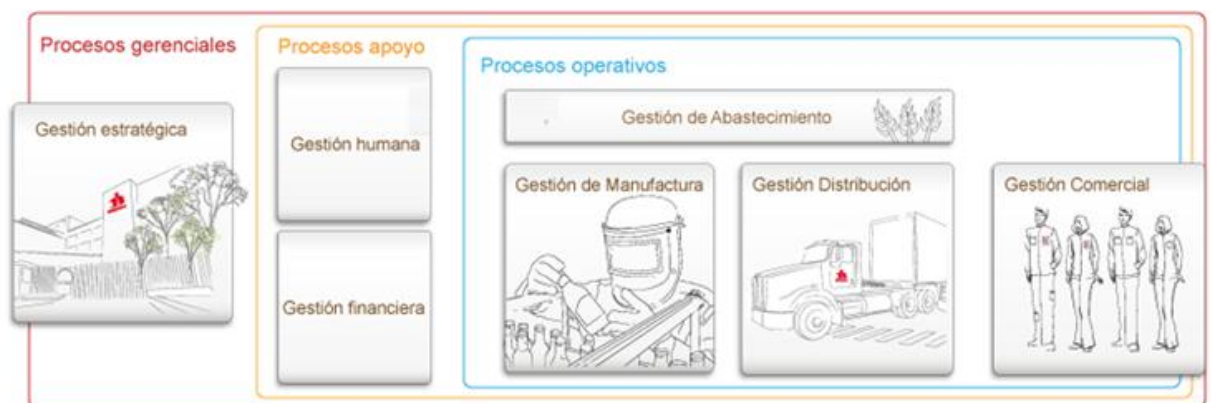 Procesos gerenciales
Procesos apoyo
Procesos operativos
Gestión estratégica
Gestión humana
Gestión financiera
Gestión de Abastecimiento
Gestión de Manufactura
Gestión Distribución
Gestión Comercial